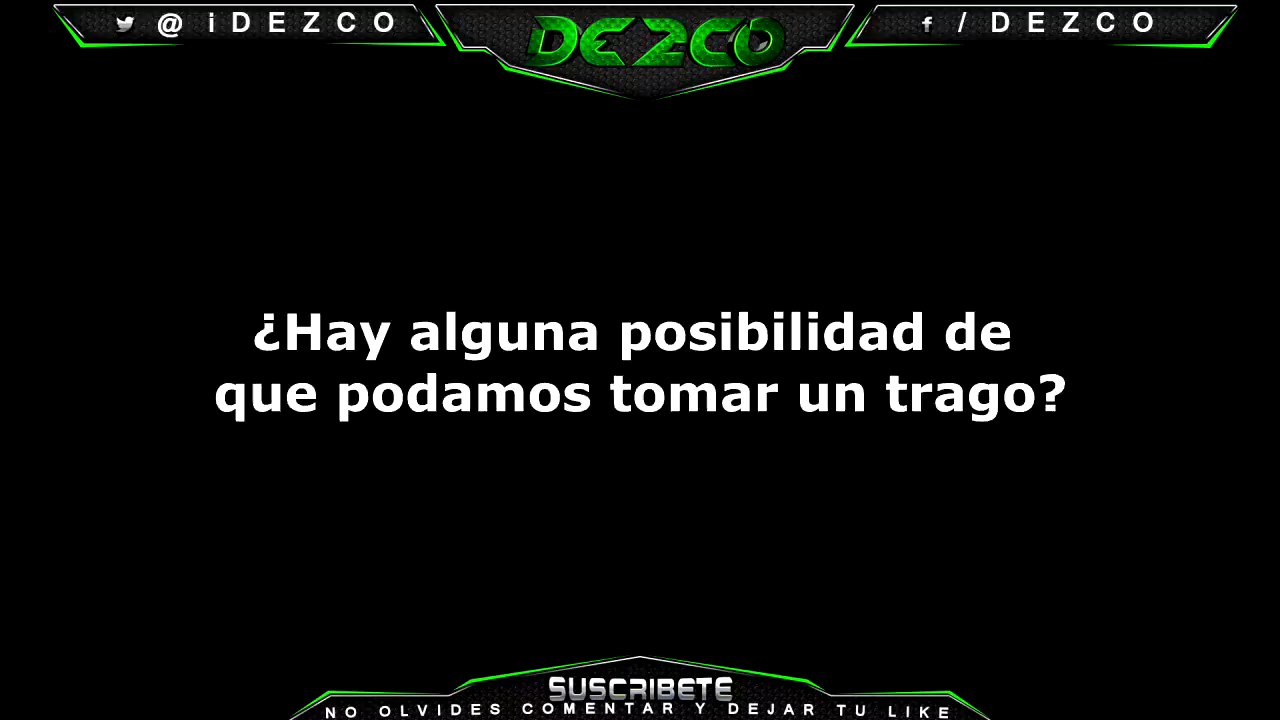 @iDEZCO
DEZCO
f / DEZCO
¿Hay alguna posibilidad de
que podamos tomar un trago?
SUSCRIBETE
NO OLVIDES COMENTAR Y DEJAR TU LIKE